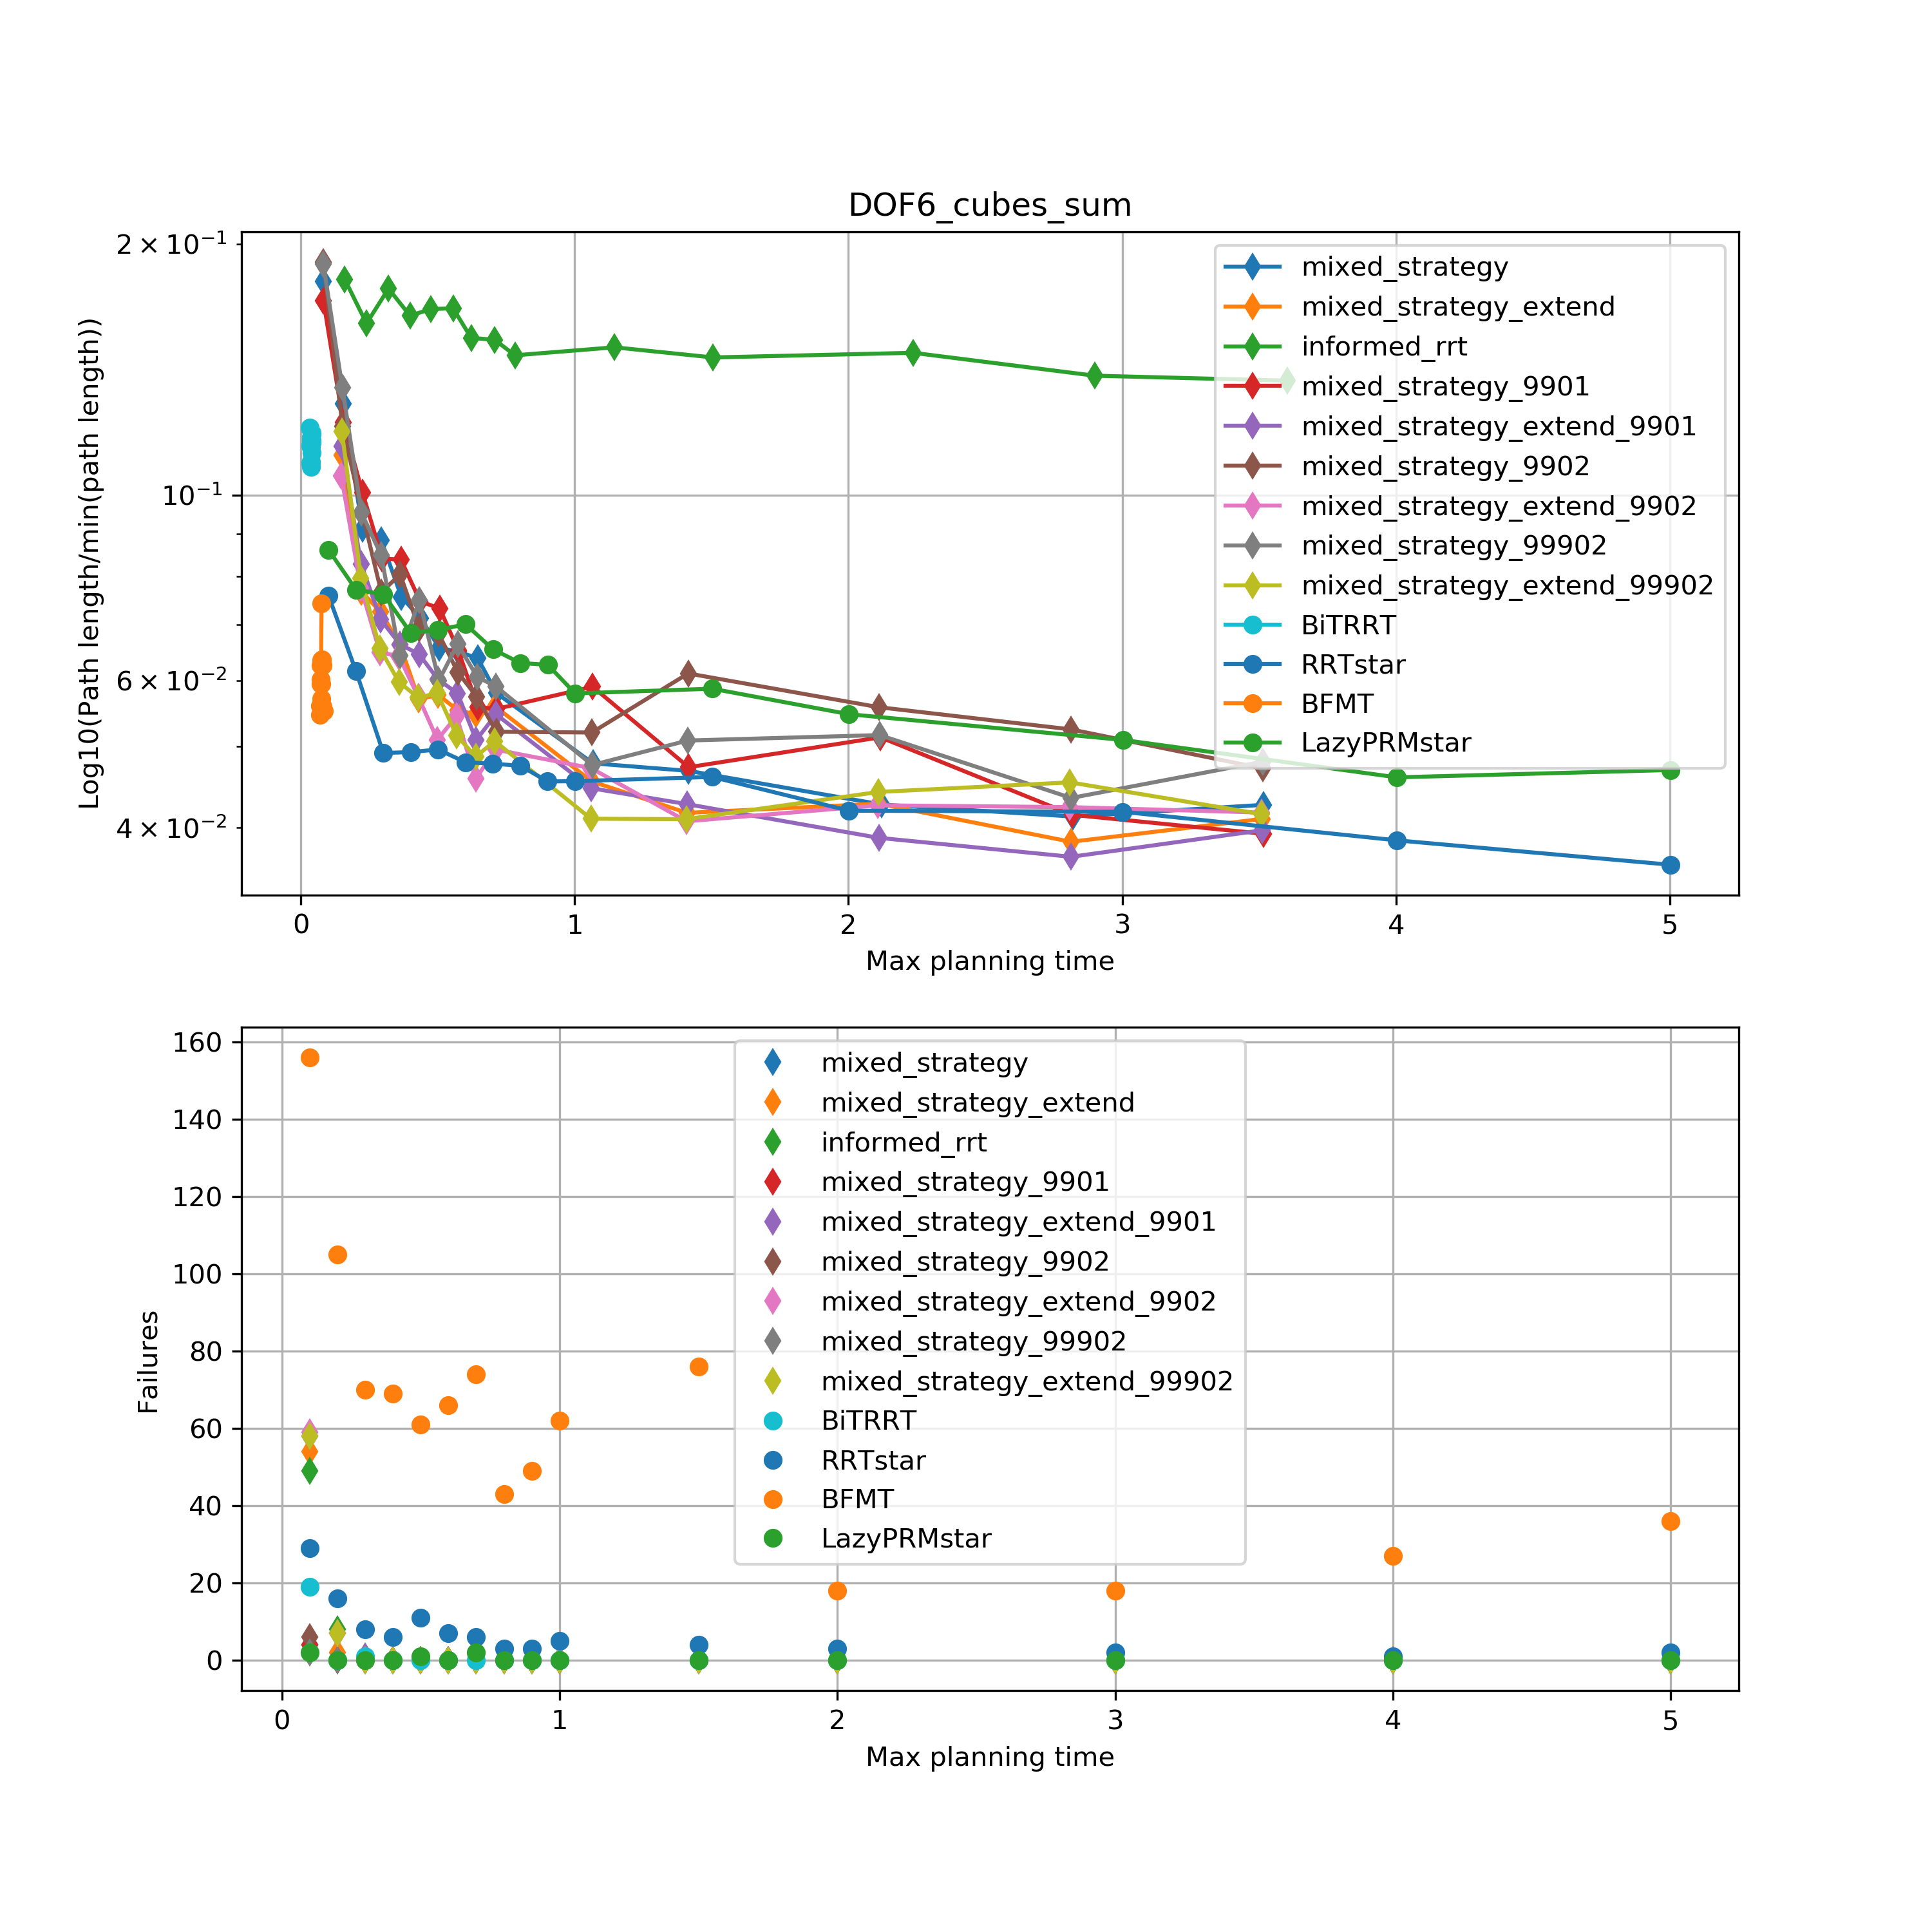 DOF6_cubes_sum
2 × 10⁻¹
10⁻¹
6 × 10⁻²
4 × 10⁻²
Log10(Path length/min(path length))
mixed_strategy
mixed_strategy_extend
informed_rrt
mixed_strategy_9901
mixed_strategy_extend_9901
mixed_strategy_9902
mixed_strategy_extend_9902
mixed_strategy_99902
mixed_strategy_extend_99902
BiTRRT
RRTstar
BFMT
LazyPRMstar
0 1 2 3 4 5
Max planning time
160
140
120
100
80
60
40
20
0
Failures
mixed_strategy
mixed_strategy_extend
informed_rrt
mixed_strategy_9901
mixed_strategy_extend_9901
mixed_strategy_9902
mixed_strategy_extend_9902
mixed_strategy_99902
mixed_strategy_extend_99902
BiTRRT
RRTstar
BFMT
LazyPRMstar
0 1 2 3 4 5
Max planning time